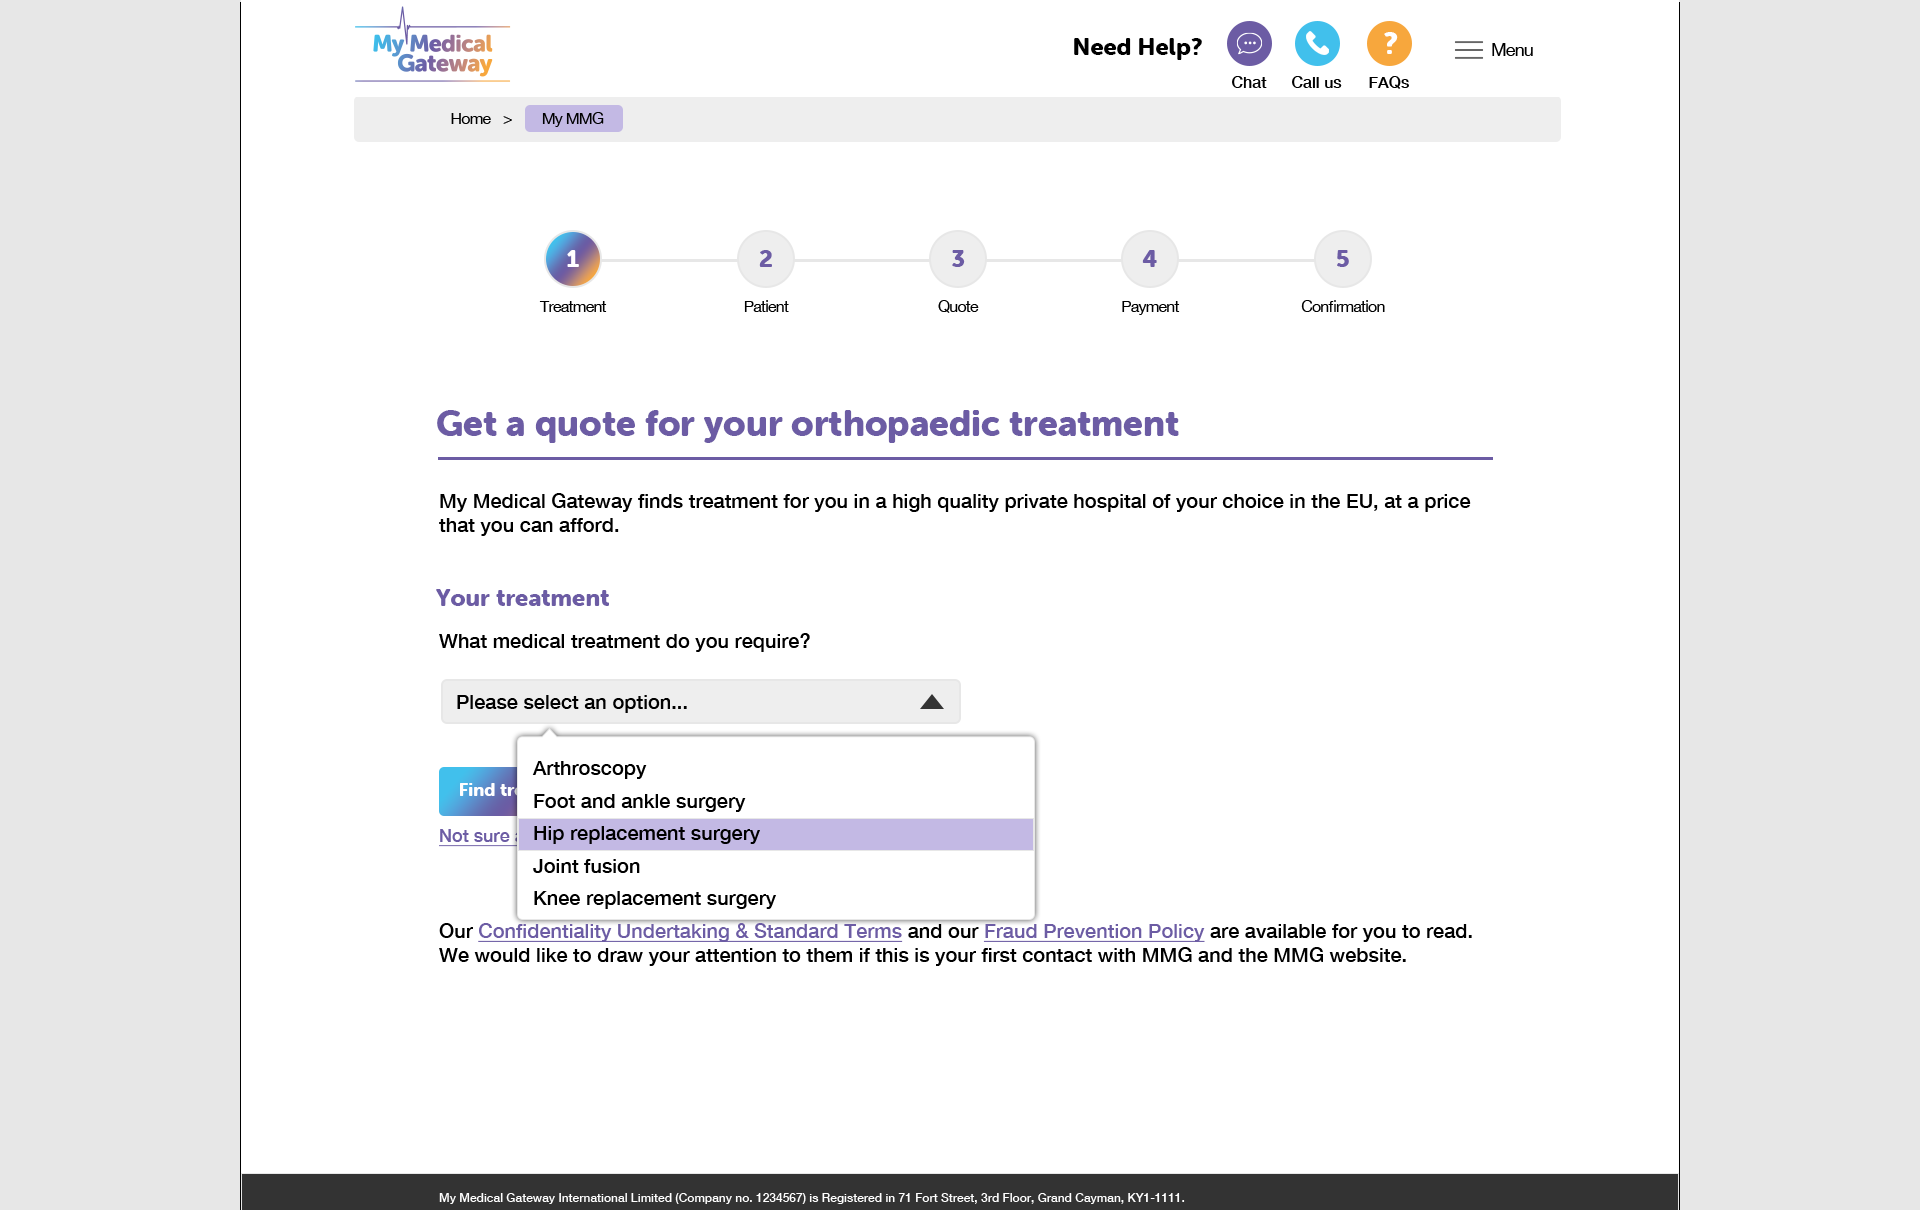 My Medical
Gateway
Need Help?
?
Chat
Call us
FAQs
Menu
Home > My MMG
1
2
3
4
5
Treatment
Patient
Quote
Payment
Confirmation
Get a quote for your orthopaedic treatment
My Medical Gateway finds treatment for you in a high quality private hospital of your choice in the EU, at a price
that you can afford.
Your treatment
What medical treatment do you require?
Please select an option...
Arthroscopy
Find
Foot and ankle surgery
Hip replacement surgery
Not sure
Joint fusion
Knee replacement surgery
Our Confidentiality Undertaking & Standard Terms and our Fraud Prevention Policy are available for you to read.
We would like to draw your attention to them if this is your first contact with MMG and the MMG website.
My Medical Gateway International Limited (Company no. 1234567) is Registered in 71 Fort Street, 3rd Floor, Grand Cayman, KY1-1111.